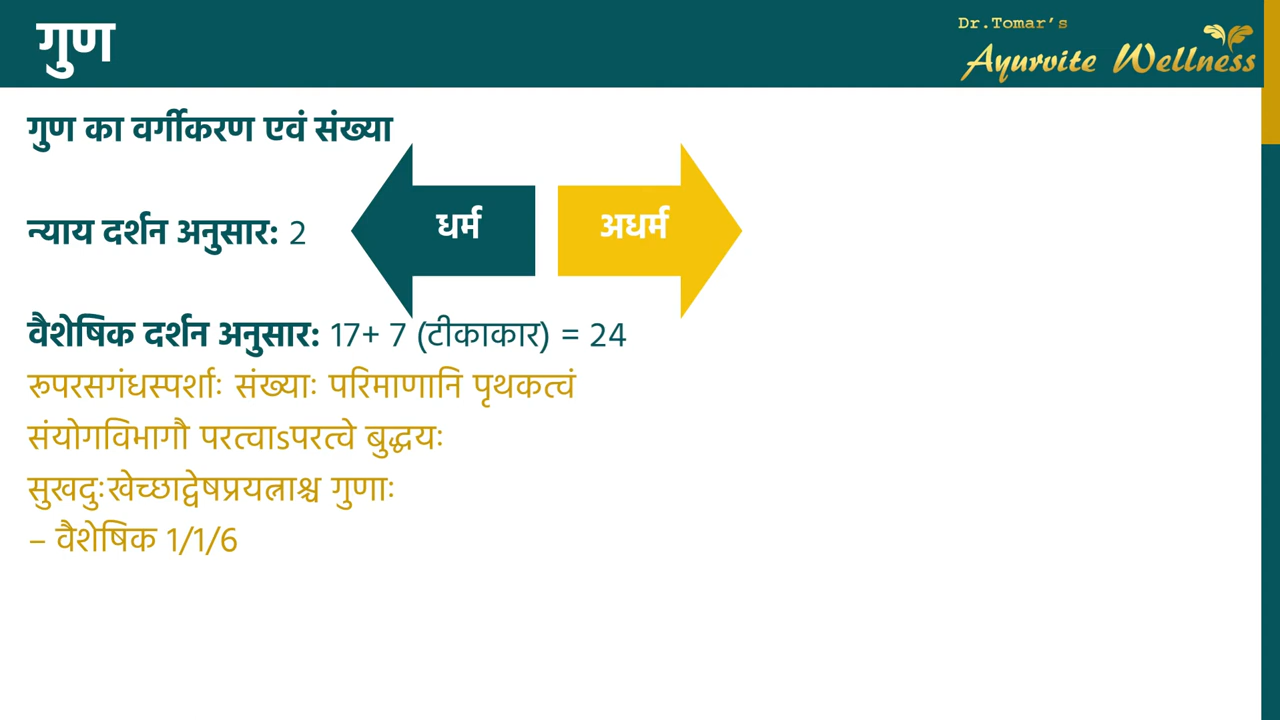 गुण
Dr.Tomar's
Ayurvite Wellness
गुण का वर्गीकरण एवं संख्या
न्याय दर्शन अनुसार: 2
धर्म
अधर्म
वैशेषिक दर्शन अनुसार: 17+ 7 (टीकाकार) = 24
रूपरसगंधस्पर्शाः संख्याः परिमाणानि पृथकत्वं
संयोगविभागौ परत्वाऽपरत्वे बुद्धयः
सुखदुःखेच्छाद्वेषप्रयत्नाश्च गुणाः
– वैशेषिक 1/1/6